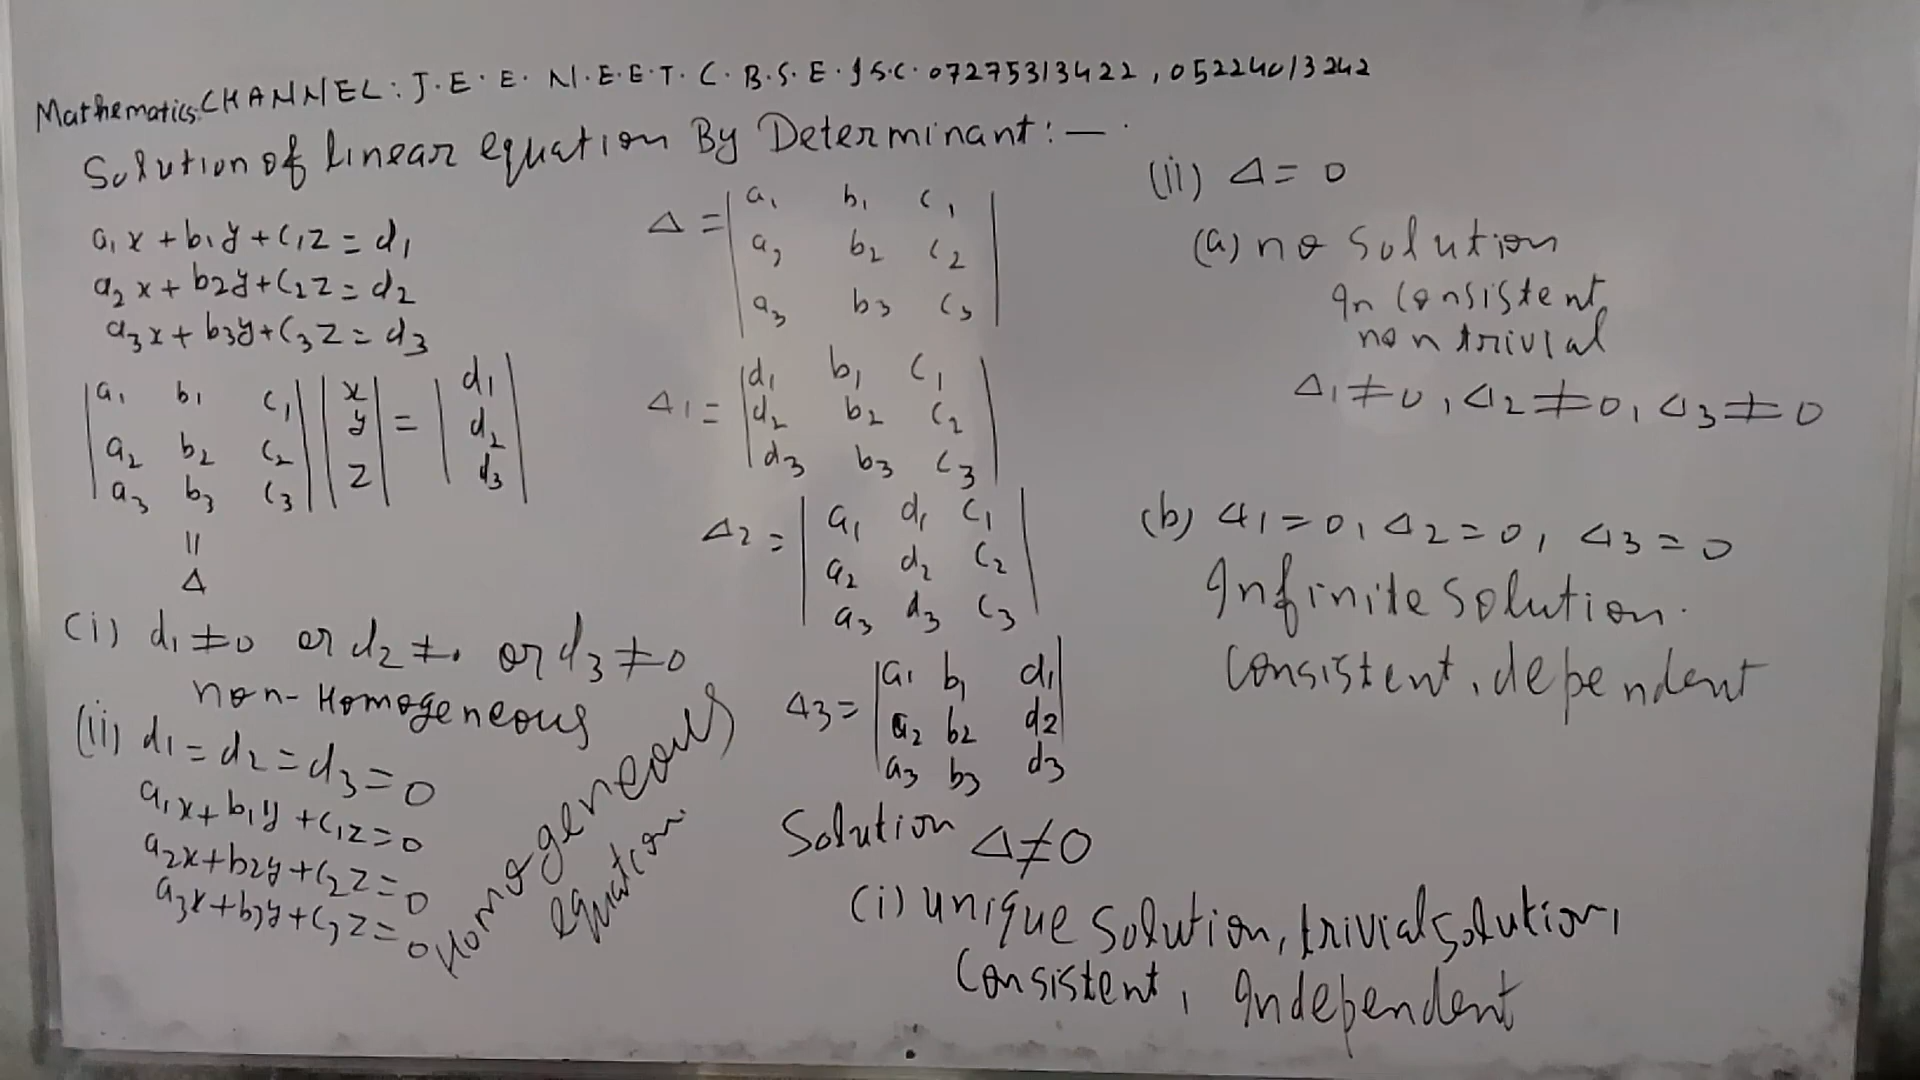 Mathematics CHANNEL: J.E.E. N.E.E.T. C.B.S.E. I.S.C. 07275313422, 05224013242
Solution of linear equation By Determinant:—
a₁x + b₁y + c₁z = d₁
a₂x + b₂y + c₂z = d₂
a₃x + b₃y + c₃z = d₃
|a₁ b₁ c₁| |x| = |d₁|
|a₂ b₂ c₂| |y| |d₂|
|a₃ b₃ c₃| |z| |d₃|
||
Δ
(i) d₁ ≠ 0 or d₂ ≠ 0 or d₃ ≠ 0
non-Homogeneous
(ii) d₁ = d₂ = d₃ = 0
a₁x + b₁y + c₁z = 0
a₂x + b₂y + c₂z = 0
a₃x + b₃y + c₃z = 0
Homogeneous
equation.
Δ = |a₁ b₁ c₁|
|a₂ b₂ c₂|
|a₃ b₃ c₃|
Δ1 = |d₁ b₁ c₁|
|d₂ b₂ c₂|
|d₃ b₃ c₃|
Δ2 = |a₁ d₁ c₁|
|a₂ d₂ c₂|
|a₃ d₃ c₃|
Δ3 = |a₁ b₁ d₁|
|a₂ b₂ d₂|
|a₃ b₃ d₃|
Solution Δ ≠ 0
(i) unique solution, trivial solution,
Consistent, Independent
(ii) Δ = 0
(a) no solution
In consistent,
non trivial
Δ1 ≠ 0, Δ2 ≠ 0, Δ3 ≠ 0
(b) Δ1 = 0, Δ2 = 0, Δ3 = 0
Infinite solution.
Consistent, dependent